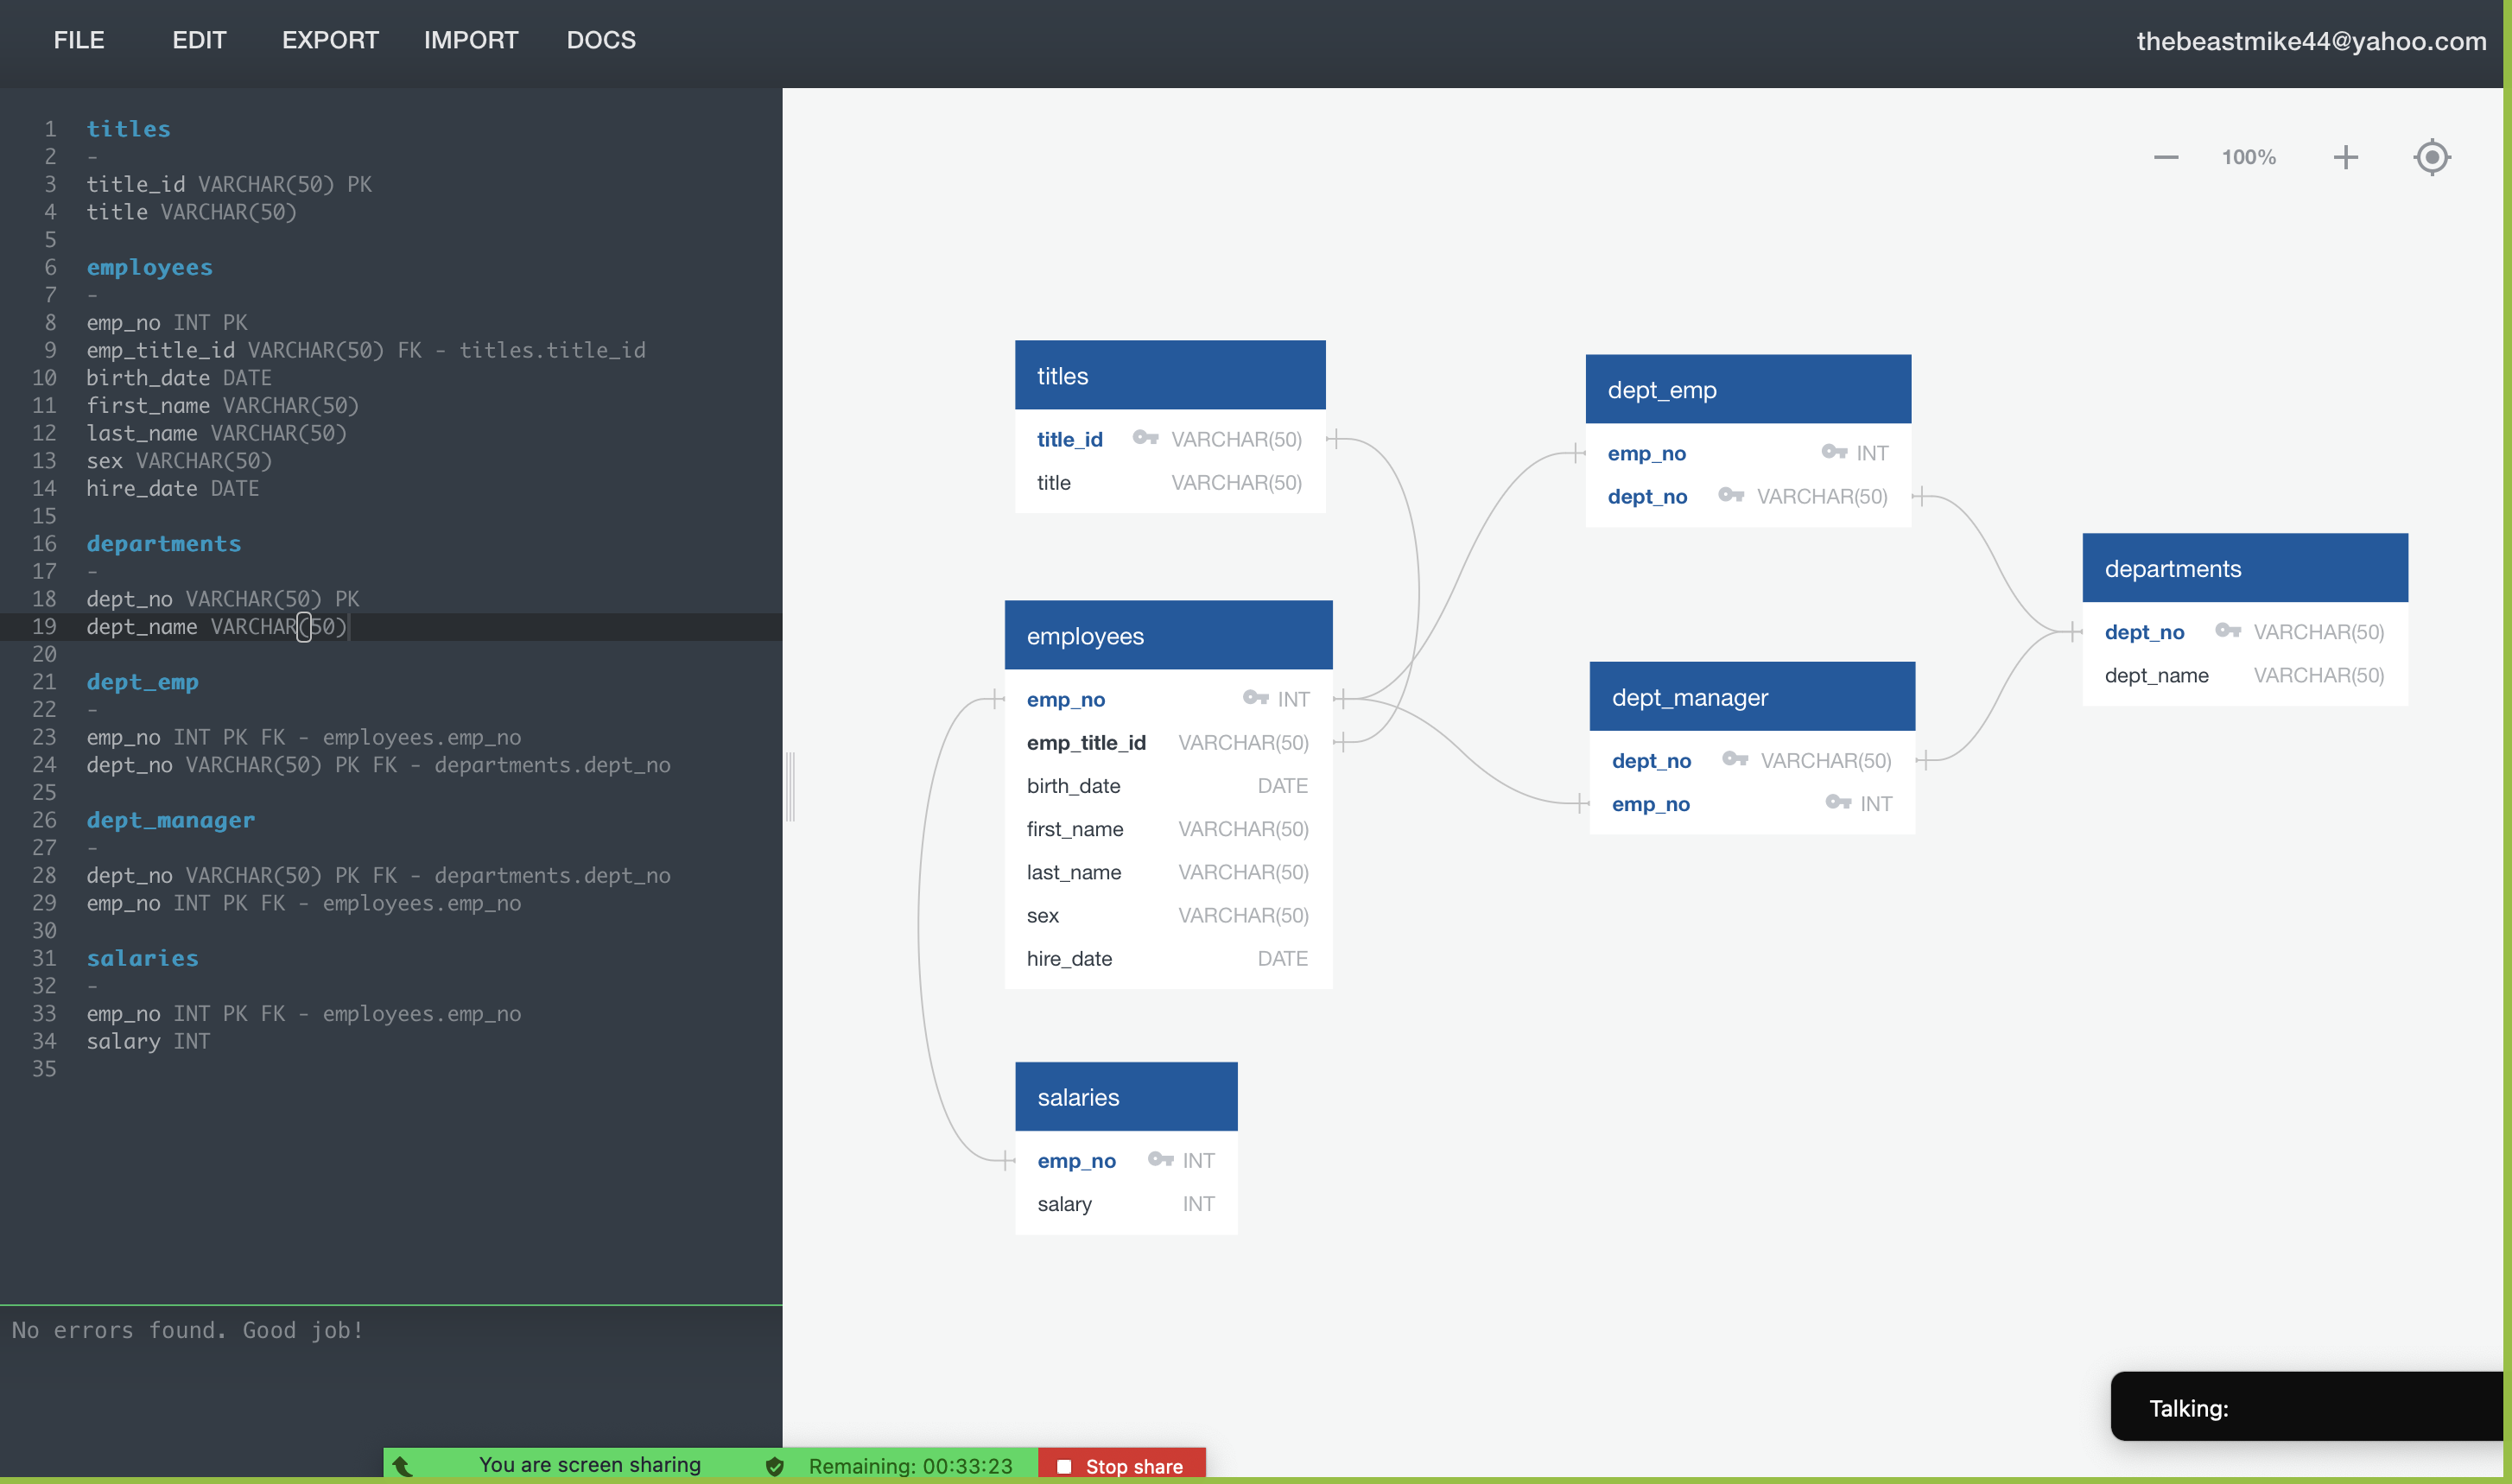 FILE EDIT EXPORT IMPORT DOCS thebeastmike44@yahoo.com
1 titles
2 -
3 title_id VARCHAR(50) PK
4 title VARCHAR(50)
5
6 employees
7 -
8 emp_no INT PK
9 emp_title_id VARCHAR(50) FK - titles.title_id
10 birth_date DATE
11 first_name VARCHAR(50)
12 last_name VARCHAR(50)
13 sex VARCHAR(50)
14 hire_date DATE
15
16 departments
17 -
18 dept_no VARCHAR(50) PK
19 dept_name VARCHAR(50)
20
21 dept_emp
22 -
23 emp_no INT PK FK - employees.emp_no
24 dept_no VARCHAR(50) PK FK - departments.dept_no
25
26 dept_manager
27 -
28 dept_no VARCHAR(50) PK FK - departments.dept_no
29 emp_no INT PK FK - employees.emp_no
30
31 salaries
32 -
33 emp_no INT PK FK - employees.emp_no
34 salary INT
35
No errors found. Good job!
100%
titles
title_id VARCHAR(50)
title VARCHAR(50)
employees
emp_no INT
emp_title_id VARCHAR(50)
birth_date DATE
first_name VARCHAR(50)
last_name VARCHAR(50)
sex VARCHAR(50)
hire_date DATE
salaries
emp_no INT
salary INT
dept_emp
emp_no INT
dept_no VARCHAR(50)
dept_manager
dept_no VARCHAR(50)
emp_no INT
departments
dept_no VARCHAR(50)
dept_name VARCHAR(50)
Talking:
You are screen sharing Remaining: 00:33:23 Stop share